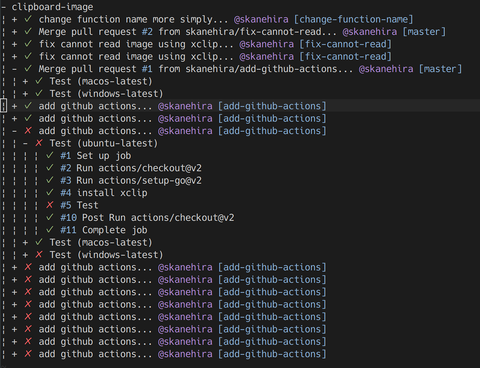 - clipboard-image
¦ + ✓ change function name more simply... @skanehira [change-function-name]
¦ + ✓ Merge pull request #2 from skanehira/fix-cannot-read... @skanehira [master]
¦ + ✓ fix cannot read image using xclip... @skanehira [fix-cannot-read]
¦ + ✓ fix cannot read image using xclip... @skanehira [fix-cannot-read]
¦ - ✓ Merge pull request #1 from skanehira/add-github-actions... @skanehira [master]
¦ ¦ + ✓ Test (macos-latest)
¦ ¦ + ✓ Test (windows-latest)
¦ + ✓ add github actions... @skanehira [add-github-actions]
¦ + ✓ add github actions... @skanehira [add-github-actions]
¦ - ✗ add github actions... @skanehira [add-github-actions]
¦ ¦ - ✗ Test (ubuntu-latest)
¦ ¦ ¦ ¦ ✓ #1 Set up job
¦ ¦ ¦ ¦ ✓ #2 Run actions/checkout@v2
¦ ¦ ¦ ¦ ✓ #3 Run actions/setup-go@v2
¦ ¦ ¦ ¦ ✓ #4 install xclip
¦ ¦ ¦ ¦ ✗ #5 Test
¦ ¦ ¦ ¦ ✓ #10 Post Run actions/checkout@v2
¦ ¦ ¦ ¦ ✓ #11 Complete job
¦ ¦ + ✓ Test (macos-latest)
¦ ¦ + ✗ Test (windows-latest)
¦ + ✗ add github actions... @skanehira [add-github-actions]
¦ + ✗ add github actions... @skanehira [add-github-actions]
¦ + ✗ add github actions... @skanehira [add-github-actions]
¦ + ✗ add github actions... @skanehira [add-github-actions]
¦ + ✗ add github actions... @skanehira [add-github-actions]
¦ + ✗ add github actions... @skanehira [add-github-actions]
¦ + ✗ add github actions... @skanehira [add-github-actions]
¦ + ✗ add github actions... @skanehira [add-github-actions]